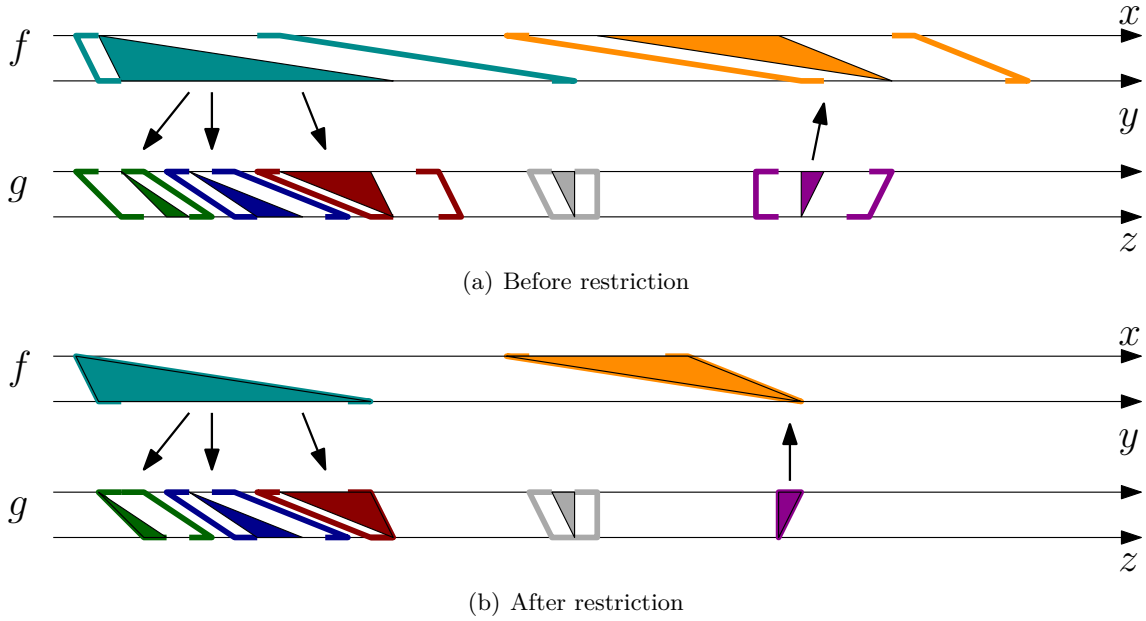 x
f
y
g
z
(a) Before restriction
x
f
y
g
z
(b) After restriction